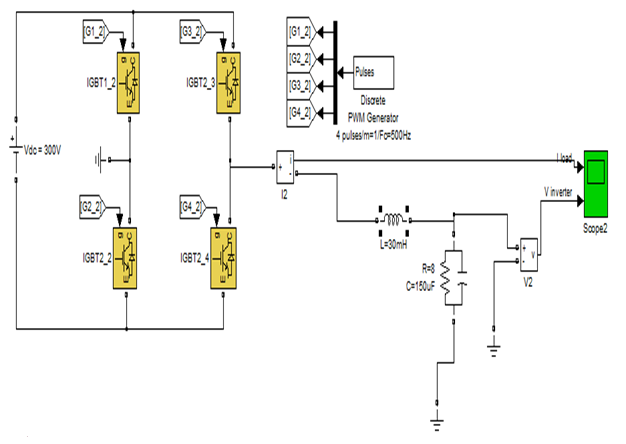 [G1_2]
[G3_2]
[G1_2]
[G2_2]
[G3_2]
[G4_2]
Pulses
Discrete
PWM Generator
4 pulses/m=1/Fc=500Hz
IGBT1_2
IGBT2_3
Vdc = 300V
+
g
C
E
[G2_2]
[G4_2]
IGBT2_2
IGBT2_4
+
-
i
I2
I load
V inverter
Scope2
L=30mH
R=8
C=150uF
+
-
v
V2